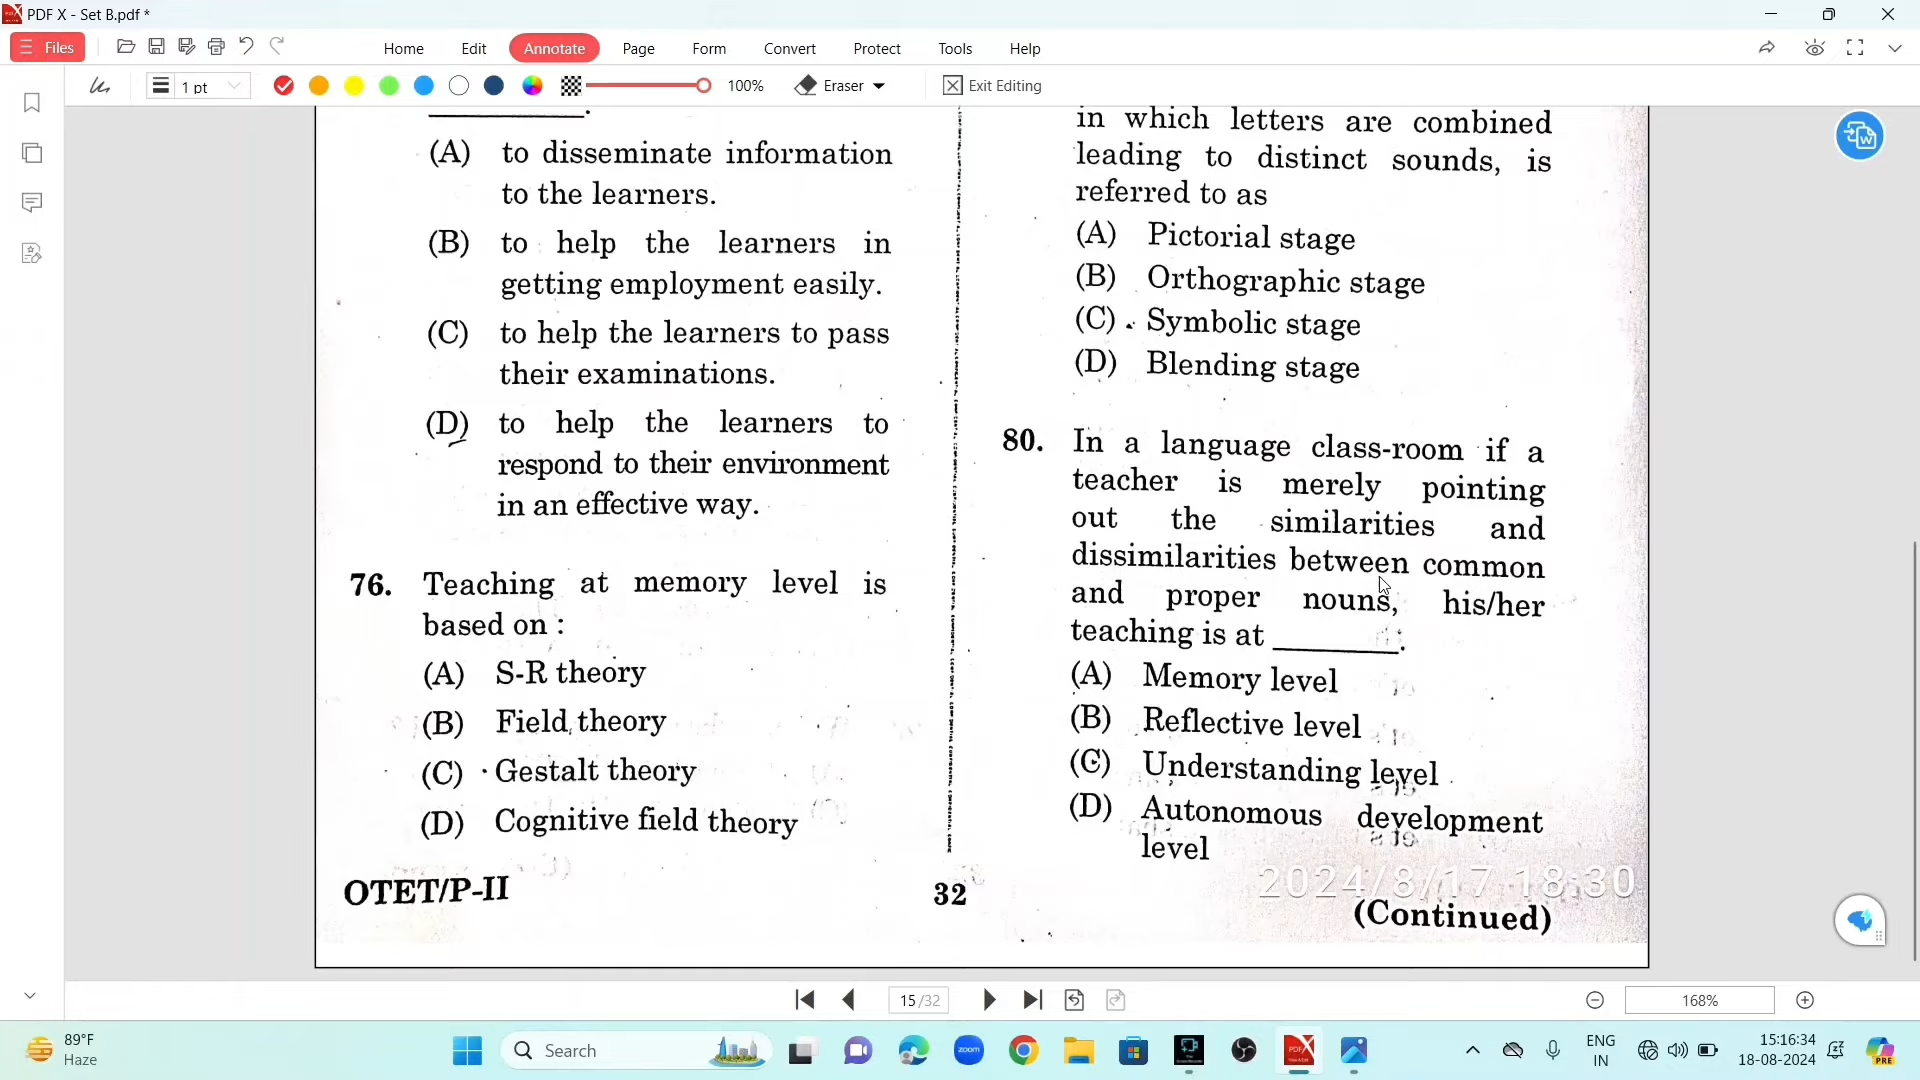 PDF X - Set B.pdf *
Files
Home
Edit
Annotate
Page
Form
Convert
Protect
Tools
Help
1 pt
100%
Eraser
Exit Editing
(A) to disseminate information
to the learners.
(B) to help the learners in
getting employment easily.
(C) to help the learners to pass
their examinations.
(D) to help the learners to
respond to their environment
in an effective way.
76. Teaching at memory level is
based on :
(A) S-R theory
(B) Field theory
(C) Gestalt theory
(D) Cognitive field theory
OTET/P-II
in which letters are combined
leading to distinct sounds, is
referred to as
(A) Pictorial stage
(B) Orthographic stage
(C) Symbolic stage
(D) Blending stage
80. In a language class-room if a
teacher is merely pointing
out the similarities and
dissimilarities between common
and proper nouns, his/her
teaching is at ________.
(A) Memory level
(B) Reflective level
(C) Understanding level
(D) Autonomous development
level
32
2024/8/17 18:30
(Continued)
15 /32
168%
89°F
Haze
Search
zoom
PDF X
ENG
IN
15:16:34
18-08-2024
PRE